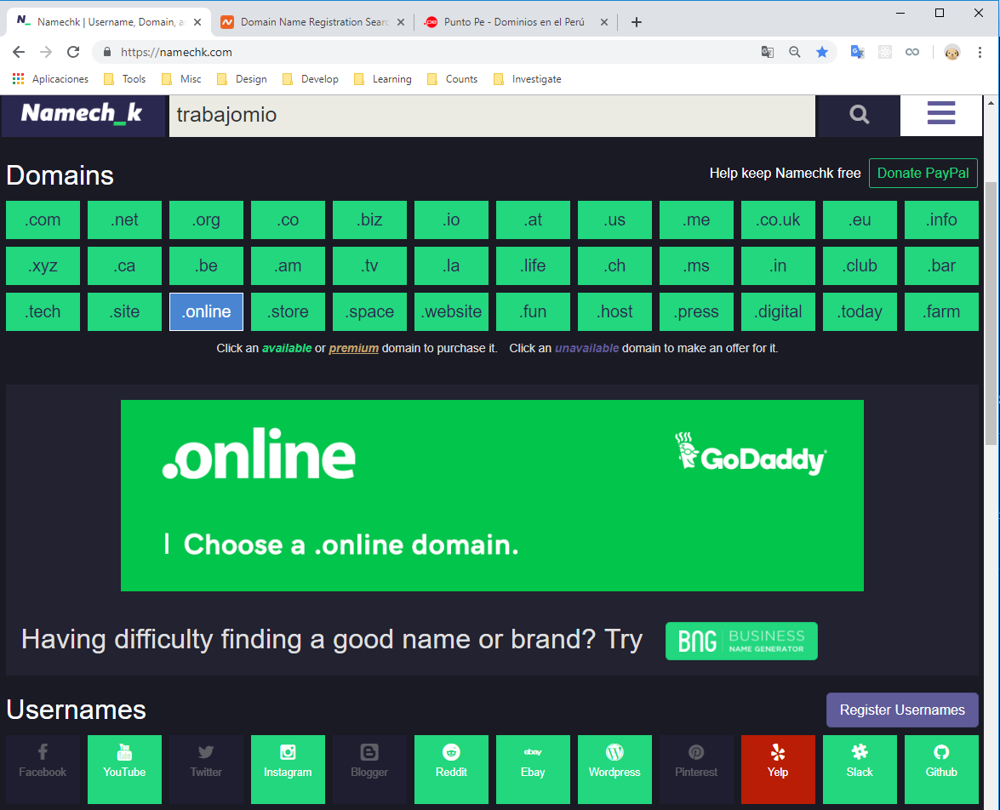 Namechk | Username, Domain, a
Domain Name Registration Searc
Punto Pe - Dominios en el Perú
https://namechk.com
Aplicaciones Tools Misc Design Develop Learning Counts Investigate
Namech_k trabajomio
Domains Help keep Namechk free Donate PayPal
.com .net .org .co .biz .io .at .us .me .co.uk .eu .info
.xyz .ca .be .am .tv .la .life .ch .ms .in .club .bar
.tech .site .online .store .space .website .fun .host .press .digital .today .farm
Click an available or premium domain to purchase it. Click an unavailable domain to make an offer for it.
.online GoDaddy
Choose a .online domain.
Having difficulty finding a good name or brand? Try BNG BUSINESS
NAME GENERATOR
Usernames Register Usernames
Facebook YouTube Twitter Instagram Blogger Reddit Ebay Wordpress Pinterest Yelp Slack Github